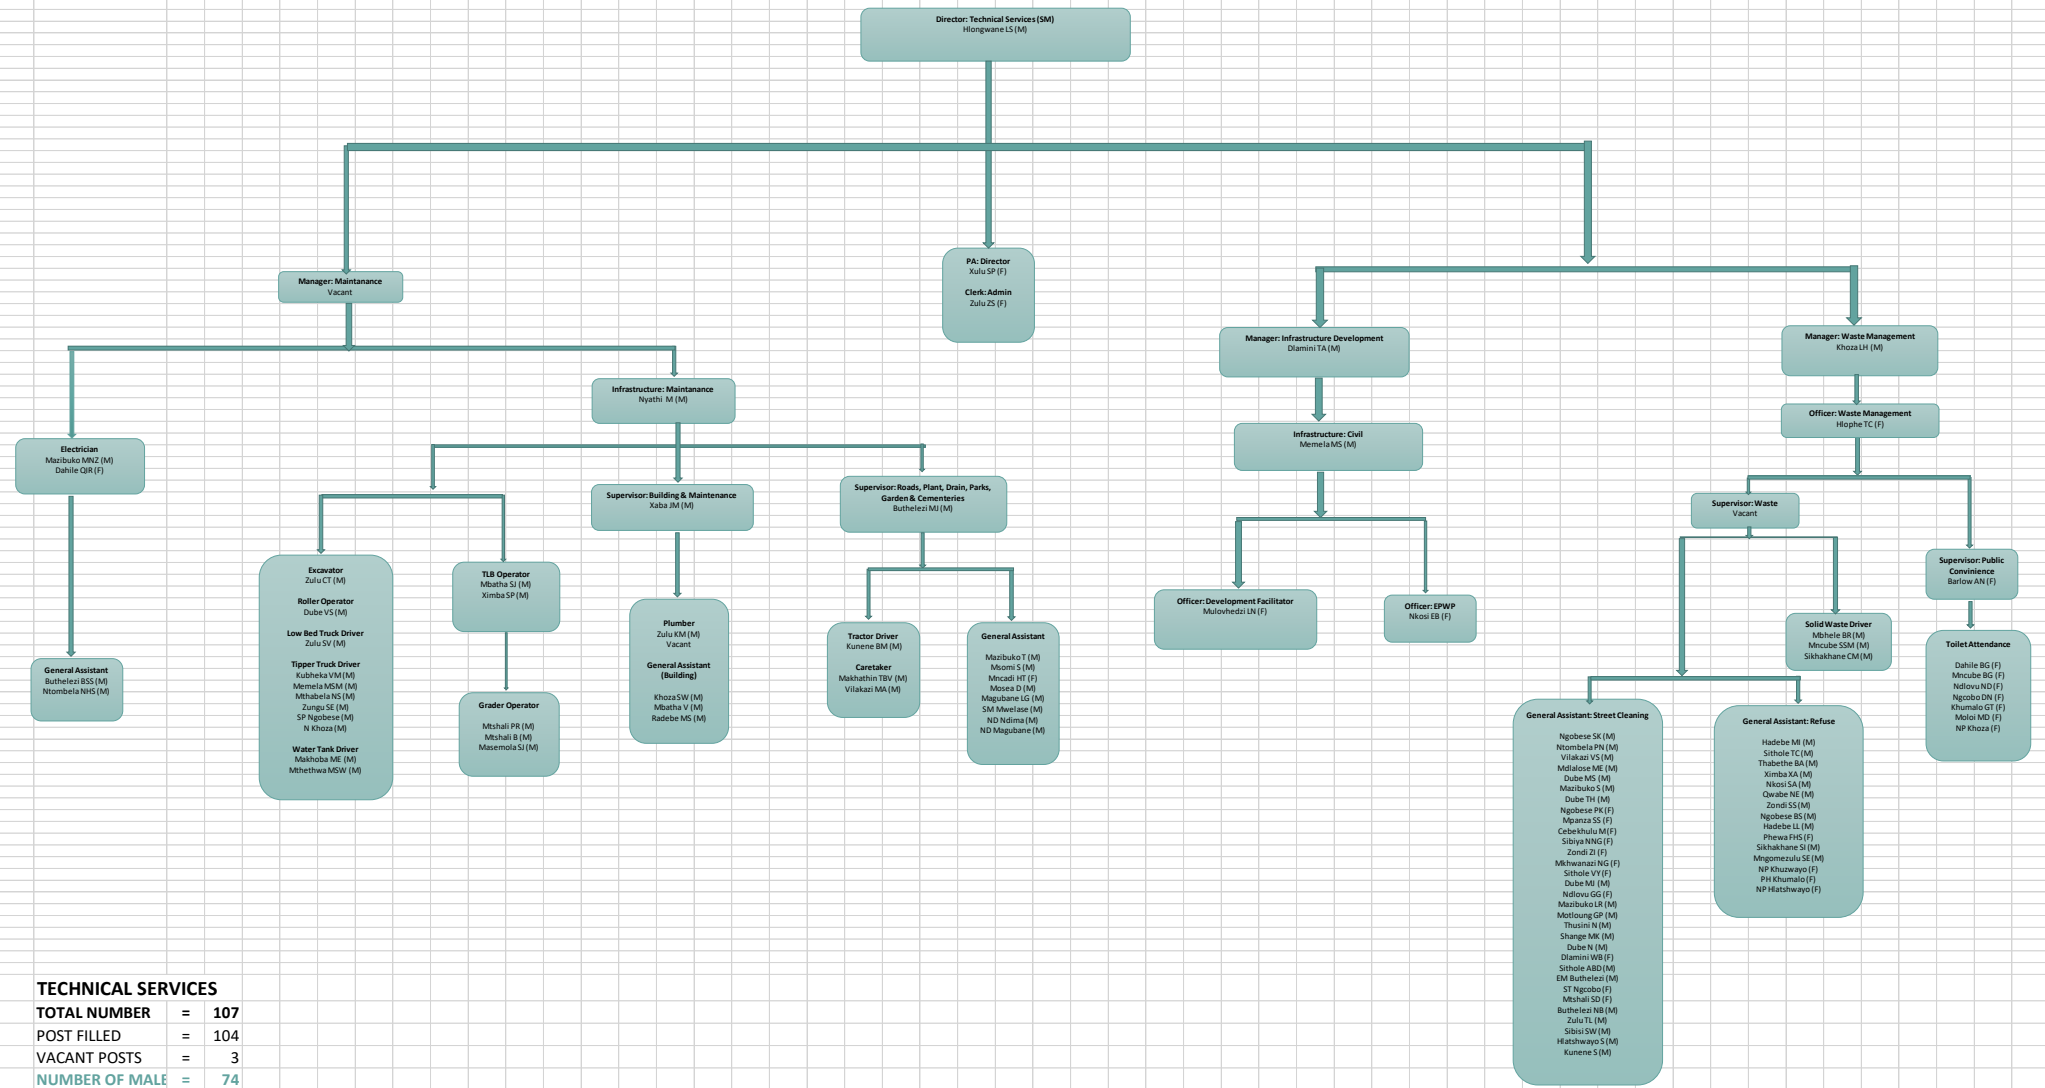 Director: Technical Services (SM)
Hlongwane LS (M)
PA: Director
Xulu SP (F)
Clerk: Admin
Zulu ZS (F)
Manager: Maintanance
Vacant
Electrician
Mazibuko MNZ (M)
Dahile QJR (F)
General Assistant
Buthelezi BSS (M)
Ntombela NHS (M)
Infrastructure: Maintanance
Nyathi M (M)
Excavator
Zulu CT (M)
Roller Operator
Dube VS (M)
Low Bed Truck Driver
Zulu SV (M)
Tipper Truck Driver
Kubheka VM (M)
Memela MSM (M)
Mthabela NS (M)
Zungu SE (M)
SP Ngobese (M)
N Khoza (M)
Water Tank Driver
Makhoba ME (M)
Mthethwa MSW (M)
TLB Operator
Mbatha SJ (M)
Ximba SP (M)
Grader Operator
Mtshali PR (M)
Mtshali B (M)
Masemola SJ (M)
Supervisor: Building & Maintenance
Xaba JM (M)
Plumber
Zulu KM (M)
Vacant
General Assistant
(Building)
Khoza SW (M)
Mbatha V (M)
Radebe MS (M)
Supervisor: Roads, Plant, Drain, Parks,
Garden & Cementeries
Buthelezi MJ (M)
Tractor Driver
Kunene BM (M)
Caretaker
Makhathin TBV (M)
Vilakazi MA (M)
General Assistant
Mazibuko T (M)
Msomi S (M)
Mncadi HT (F)
Mosea D (M)
Magubane LG (M)
SM Mwelase (M)
ND Ndima (M)
ND Magubane (M)
Manager: Infrastructure Development
Dlamini TA (M)
Infrastructure: Civil
Memela MS (M)
Officer: Development Facilitator
Mulovhedzi LN (F)
Officer: EPWP
Nkosi EB (F)
Manager: Waste Management
Khoza LH (M)
Officer: Waste Management
Hlophe TC (F)
Supervisor: Waste
Vacant
Supervisor: Public
Convinience
Barlow AN (F)
Solid Waste Driver
Mbhele BR (M)
Mncube SSM (M)
Sikhakhane CM (M)
Toilet Attendance
Dahile BG (F)
Mncube BG (F)
Ndlovu ND (F)
Ngcobo DN (F)
Khumalo GT (F)
Moloi MD (F)
NP Khoza (F)
General Assistant: Street Cleaning
Ngobese SK (M)
Ntombela PN (M)
Vilakazi VS (M)
Mdlalose ME (M)
Dube MS (M)
Mazibuko S (M)
Dube TH (M)
Ngobese PK (F)
Mpanza SS (F)
Cebekhulu M (F)
Sibiya NNG (F)
Zondi ZI (F)
Mkhwanazi NG (F)
Sithole VY (F)
Dube MJ (M)
Ndlovu GG (F)
Mazibuko LR (M)
Motloung GP (M)
Thusini N (M)
Shange MK (M)
Dube N (M)
Dlamini WB (F)
Sithole ABD (M)
EM Buthelezi (M)
ST Ngcobo (F)
Mtshali SD (F)
Buthelezi NB (M)
Zulu TL (M)
Sibisi SW (M)
Hlatshwayo S (M)
Kunene S (M)
General Assistant: Refuse
Hadebe MI (M)
Sithole TC (M)
Thabethe BA (M)
Ximba XA (M)
Nkosi SA (M)
Qwabe NE (M)
Zondi SS (M)
Ngobese BS (M)
Hadebe LL (M)
Phewa FHS (F)
Sikhakhane SI (M)
Mngomezulu SE (M)
NP Khuzwayo (F)
PH Khumalo (F)
NP Hlatshwayo (F)
TECHNICAL SERVICES
TOTAL NUMBER = 107
POST FILLED = 104
VACANT POSTS = 3
NUMBER OF MALE = 74